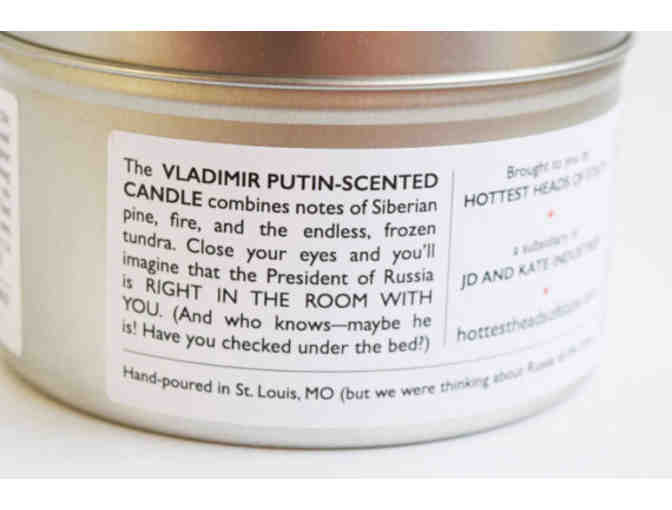 The VLADIMIR PUTIN-SCENTED
CANDLE combines notes of Siberian
pine, fire, and the endless, frozen
tundra. Close your eyes and you'll
imagine that the President of Russia
is RIGHT IN THE ROOM WITH
YOU. (And who knows—maybe he
is! Have you checked under the bed?)
Brought to you by
HOTTEST HEADS OF
a subsidiary of
JD AND KATE INDUSTRIES
Hand-poured in St. Louis, MO (but we were thinking about Russia